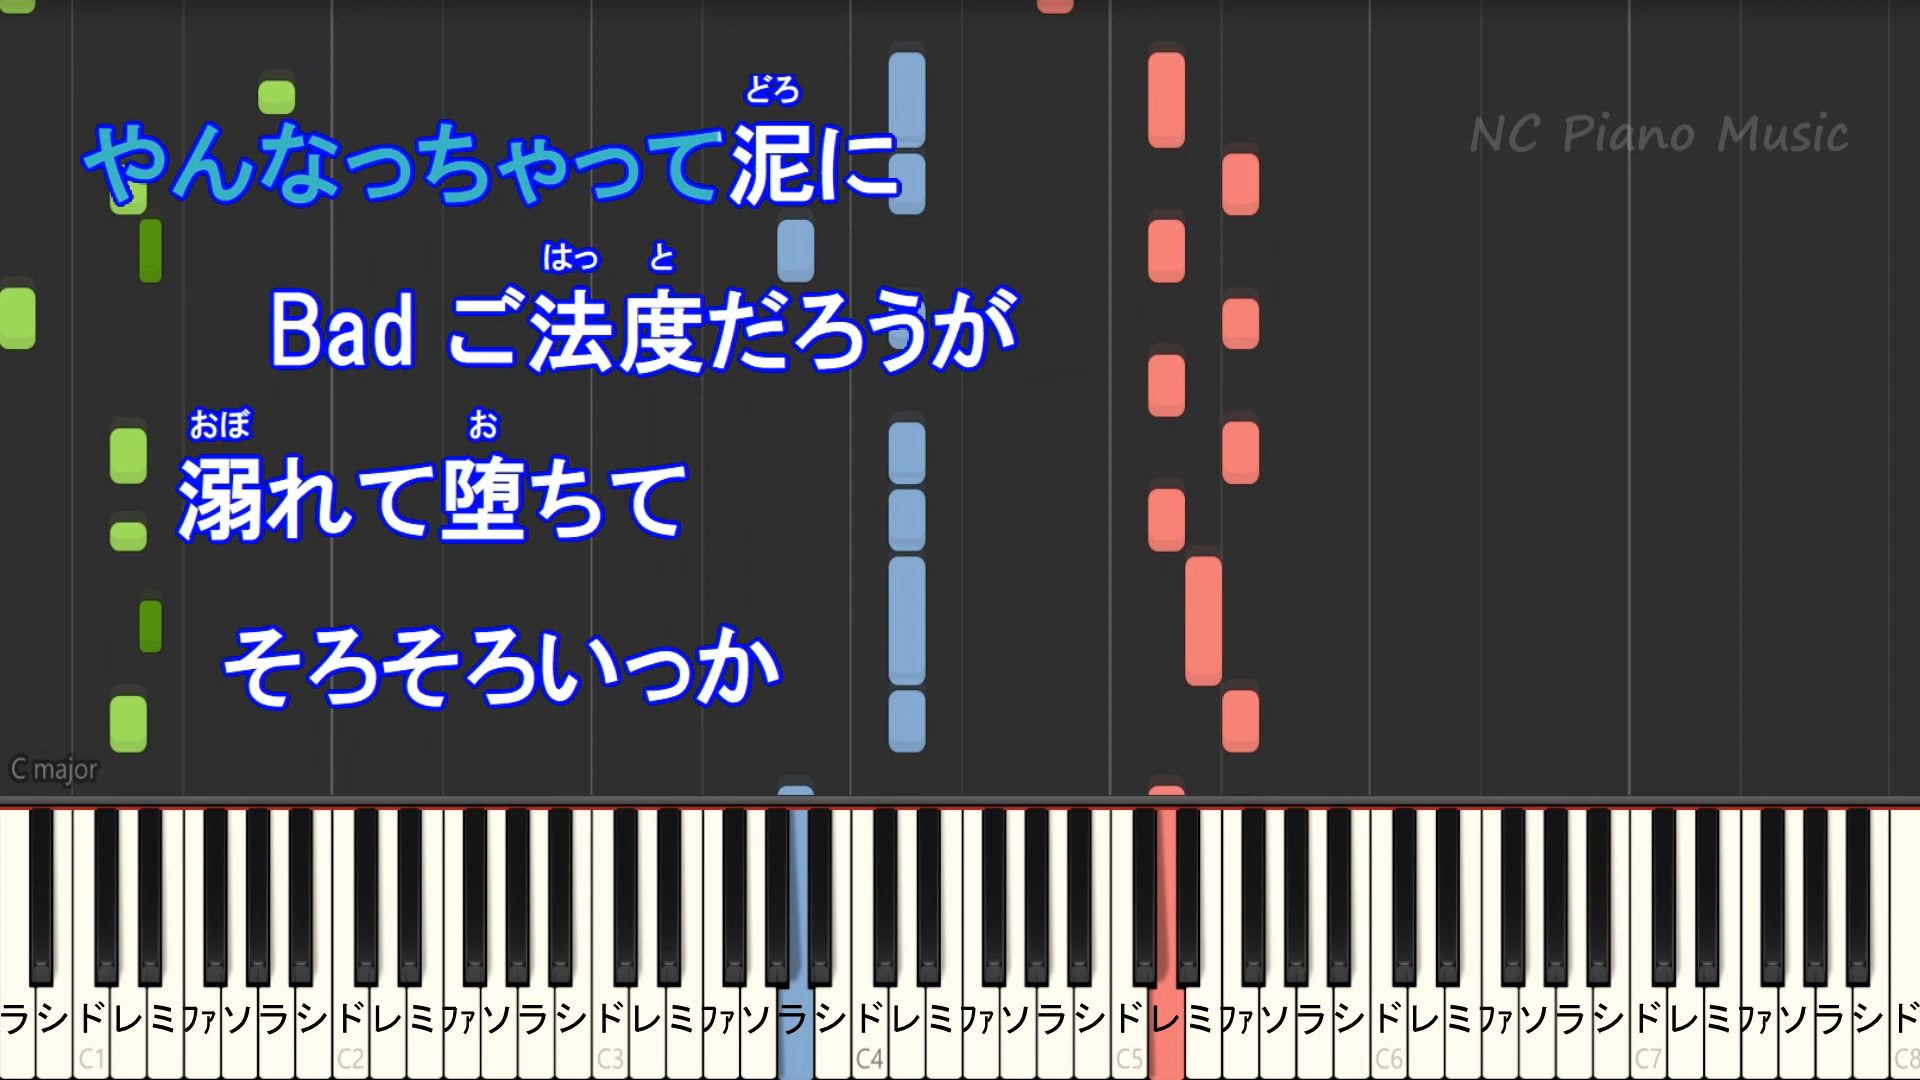 どろ
やんなっちゃって泥に
NC Piano Music
はっ と
Bad ご法度だろうが
おぼ お
溺れて堕ちて
そろそろいっか
C major
ラシドレミファソラシドレミファソラシドレミファソラシドレミファソラシドレミファソラシドレミファソラシドレミファソラシド
C1 C2 C3 C4 C5 C6 C7 C8